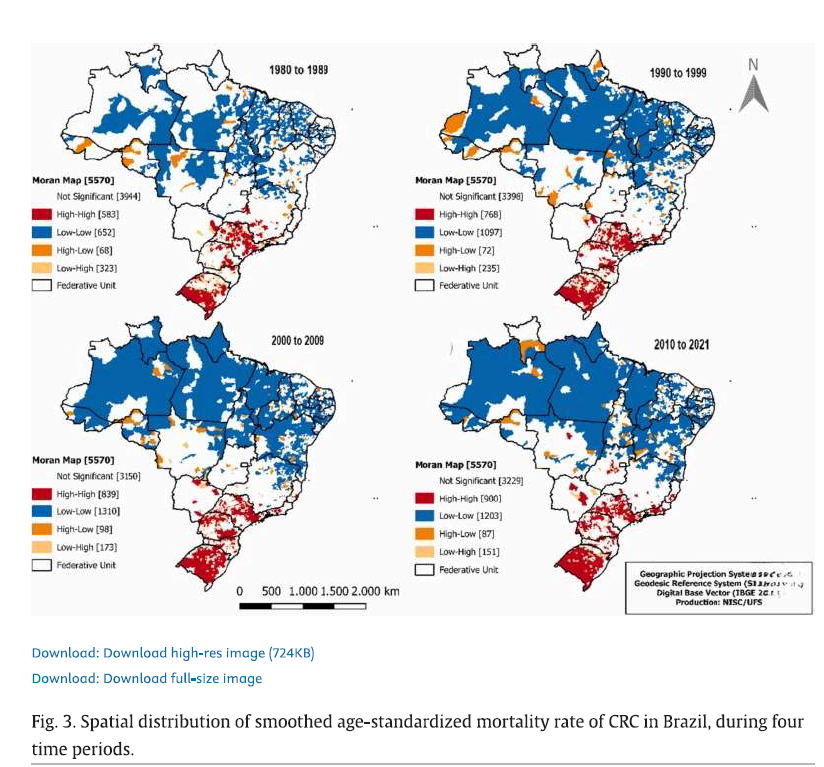 1980 to 1989
1990 to 1999
N
Moran Map [5570]
Not Significant [3944]
High-High [583]
Low-Low [652]
High-Low [68]
Low-High [323]
Federative Unit
Moran Map [5570]
Not Significant [3398]
High-High [768]
Low-Low [1097]
High-Low [72]
Low-High [235]
Federative Unit
2000 to 2009
2010 to 2021
Moran Map [5570]
Not Significant [3150]
High-High [839]
Low-Low [1310]
High-Low [98]
Low-High [173]
Federative Unit
Moran Map [5570]
Not Significant [3229]
High-High [900]
Low-Low [1203]
High-Low [87]
Low-High [151]
Federative Unit
0 500 1.500 2.000 km
Geographic Projection
Geodesic Reference System
Digital Base Vector (IBGE
Production: NISC/UFS
Download: Download high-res image (724KB)
Download: Download full-size image
Fig. 3. Spatial distribution of smoothed age-standardized mortality rate of CRC in Brazil, during four
time periods.